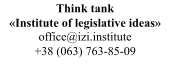 Think tank
«Institute of legislative ideas»
office@izi.institute
+38 (063) 763-85-09